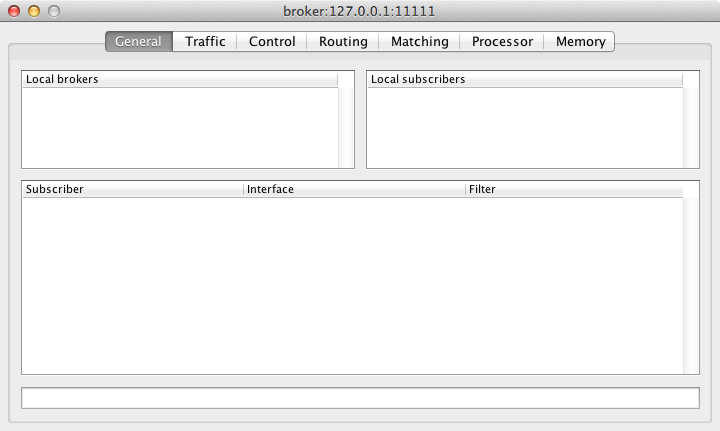 broker:127.0.0.1:11111
General Traffic Control Routing Matching Processor Memory
Local brokers Local subscribers
Subscriber Interface Filter